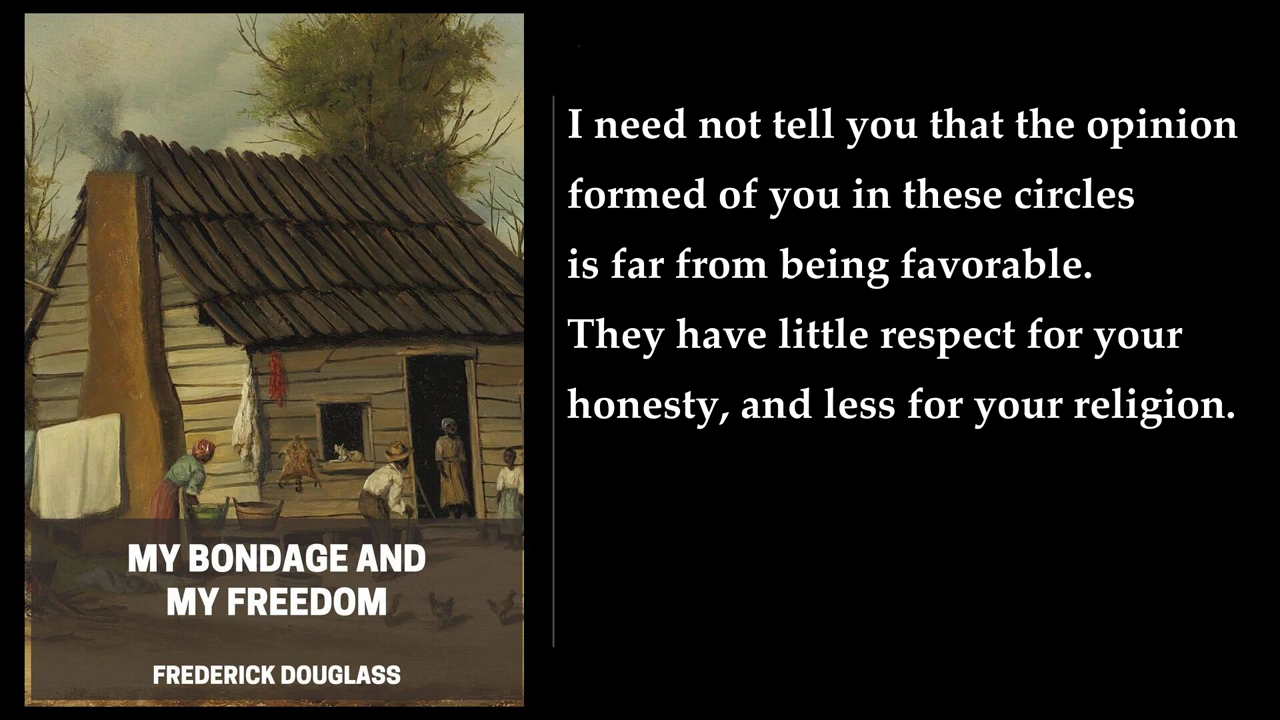 MY BONDAGE AND
MY FREEDOM
FREDERICK DOUGLASS
I need not tell you that the opinion
formed of you in these circles
is far from being favorable.
They have little respect for your
honesty, and less for your religion.